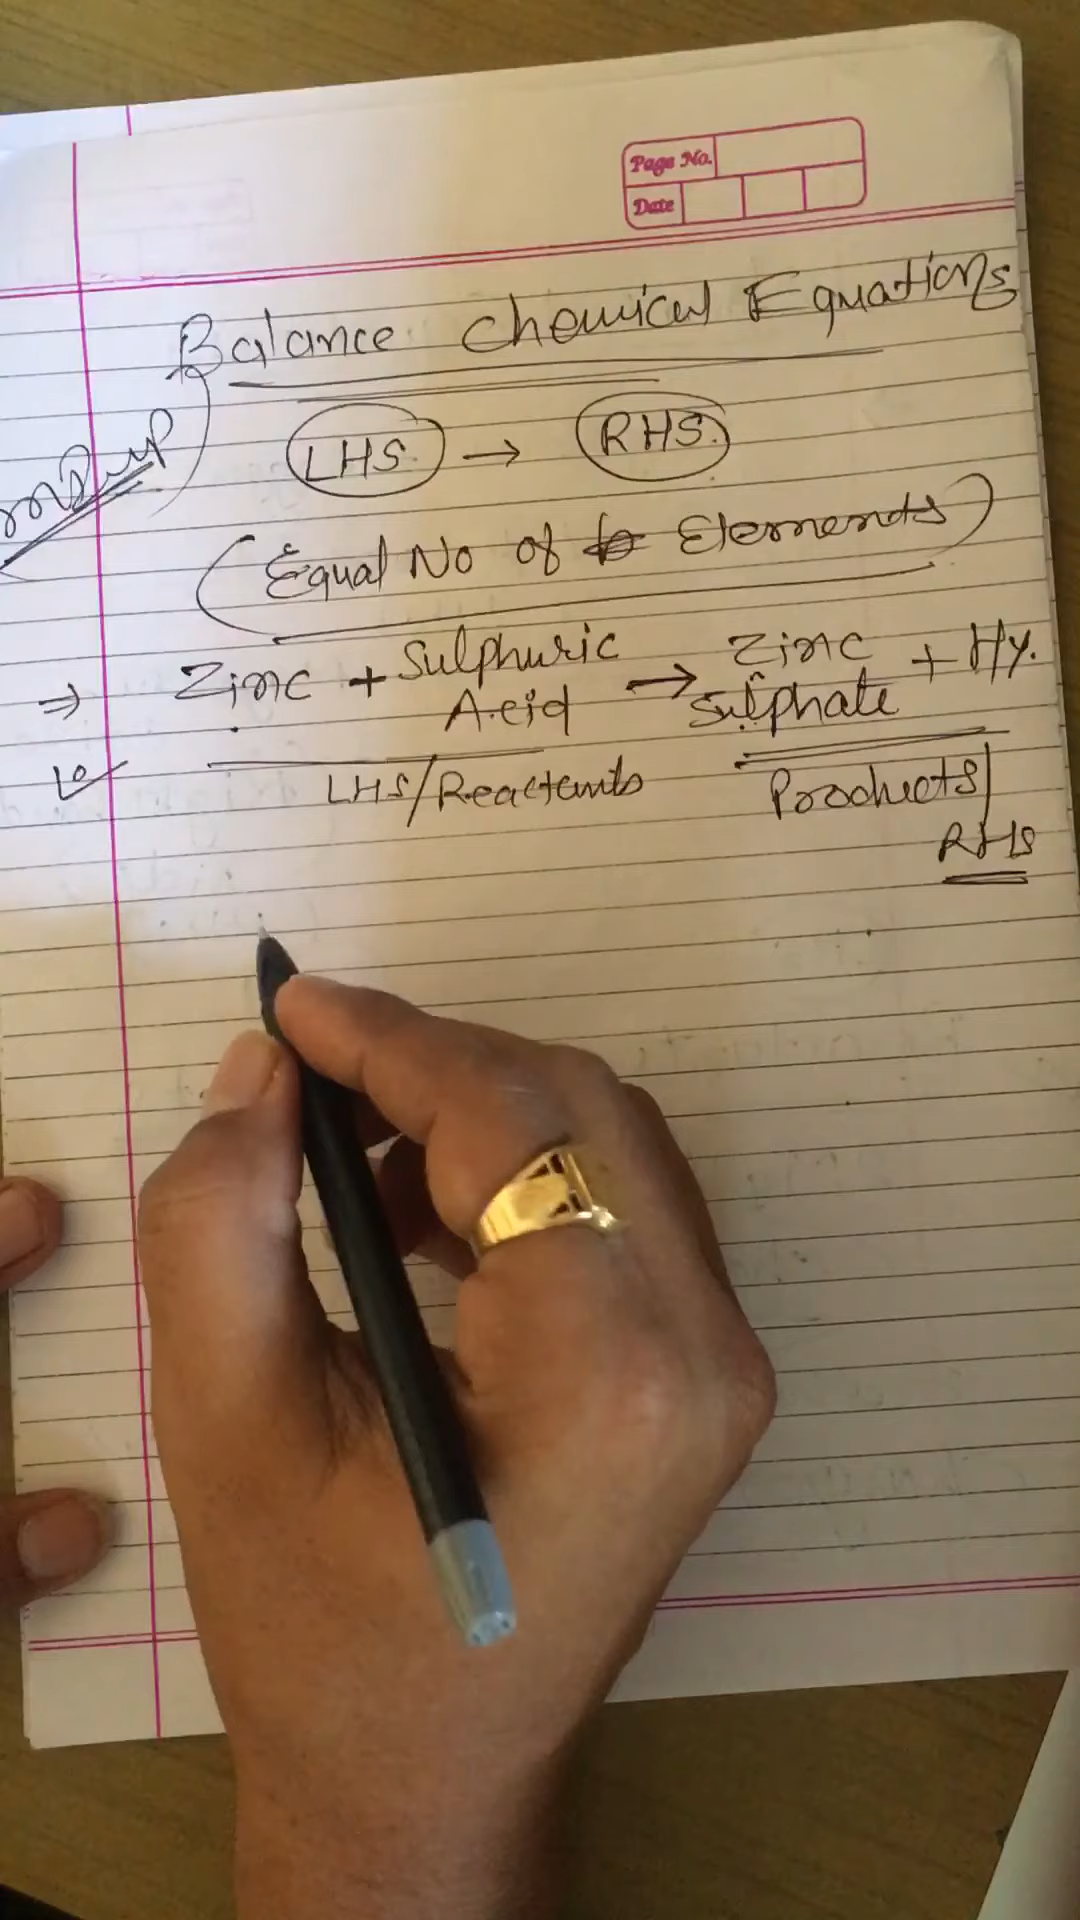 Page No.
Date
Balance Chemical Equations
LHS → RHS.
(Equal No of Elements)
⇒ Zinc + Sulphuric Acid → Zinc Sulphate + Hy.
LHS/Reactants
Products/
RHS